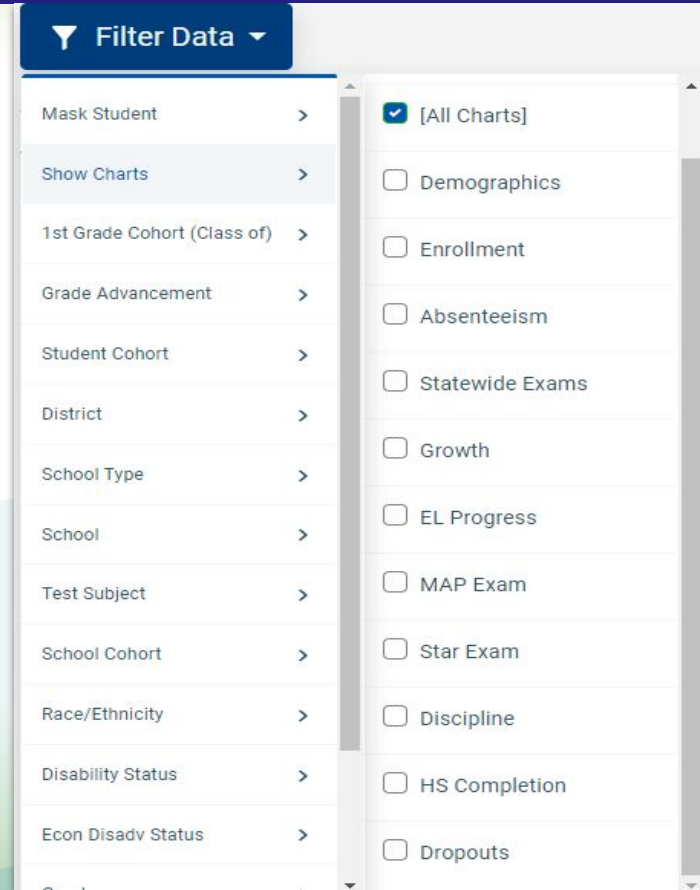 Filter Data
Mask Student
Show Charts
1st Grade Cohort (Class of)
Grade Advancement
Student Cohort
District
School Type
School
Test Subject
School Cohort
Race/Ethnicity
Disability Status
Econ Disadv Status
[All Charts]
Demographics
Enrollment
Absenteeism
Statewide Exams
Growth
EL Progress
MAP Exam
Star Exam
Discipline
HS Completion
Dropouts